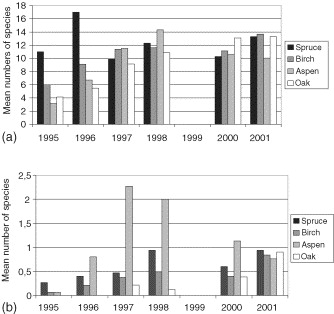 Mean numbers of species
18
16
14
12
10
8
6
4
2
0
1995 1996 1997 1998 1999 2000 2001
Spruce
Birch
Aspen
Oak
(a)
Mean number of species
2,5
2
1,5
1
0,5
0
1995 1996 1997 1998 1999 2000 2001
Spruce
Birch
Aspen
Oak
(b)